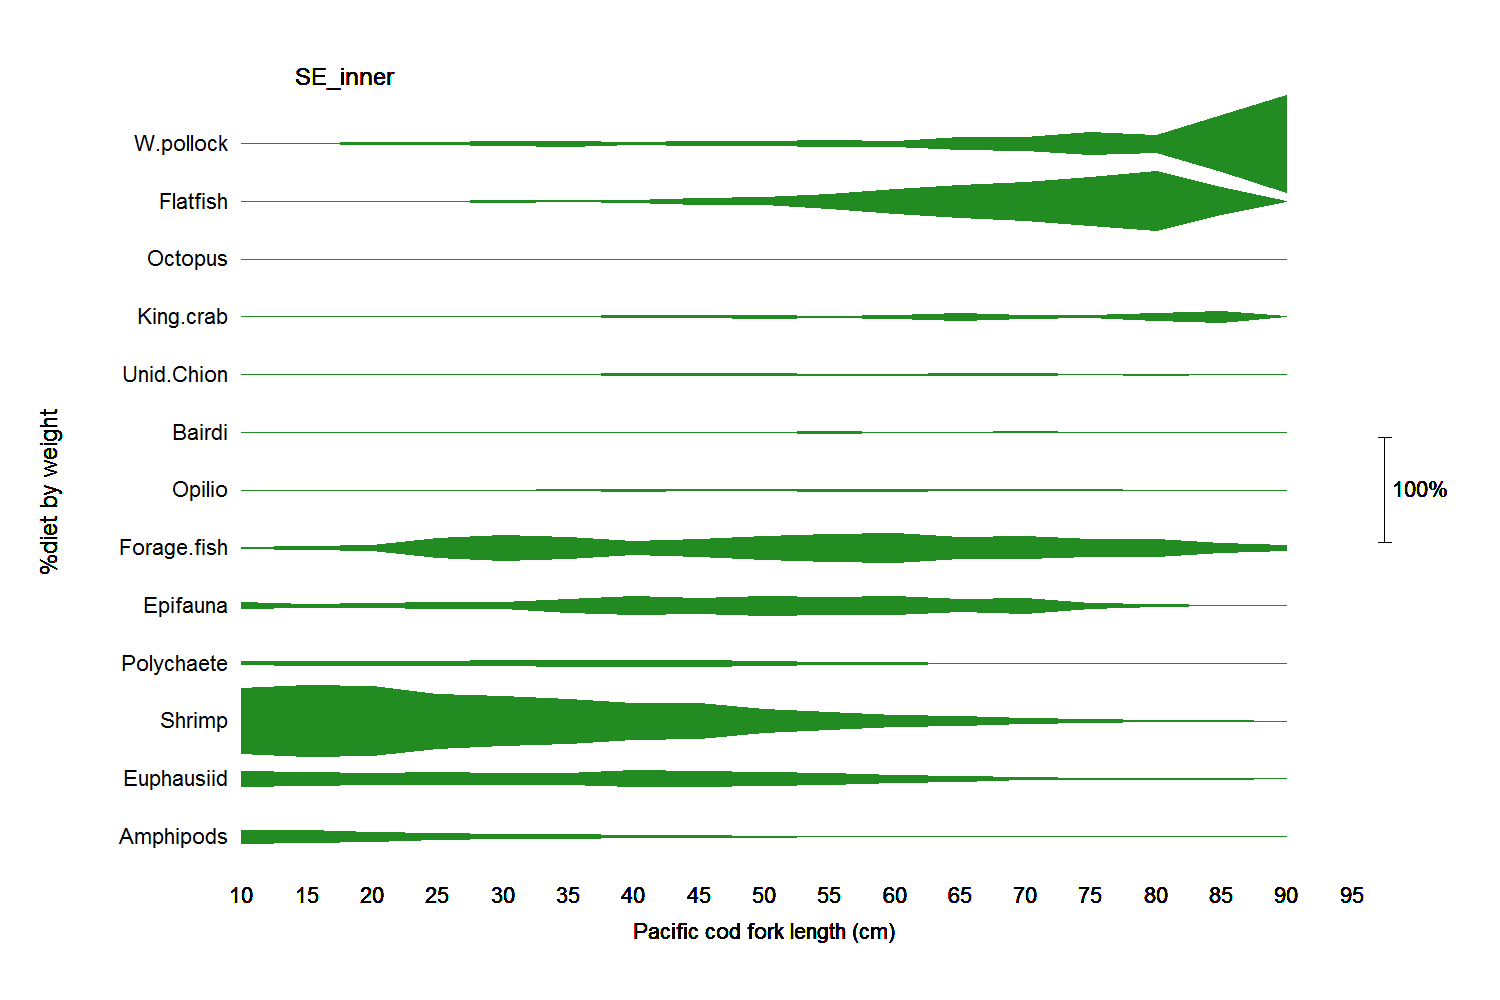 SE_inner
W.pollock
Flatfish
Octopus
King.crab
Unid.Chion
Bairdi
Opilio
Forage.fish
Epifauna
Polychaete
Shrimp
Euphausiid
Amphipods
%diet by weight
100%
10 15 20 25 30 35 40 45 50 55 60 65 70 75 80 85 90 95
Pacific cod fork length (cm)